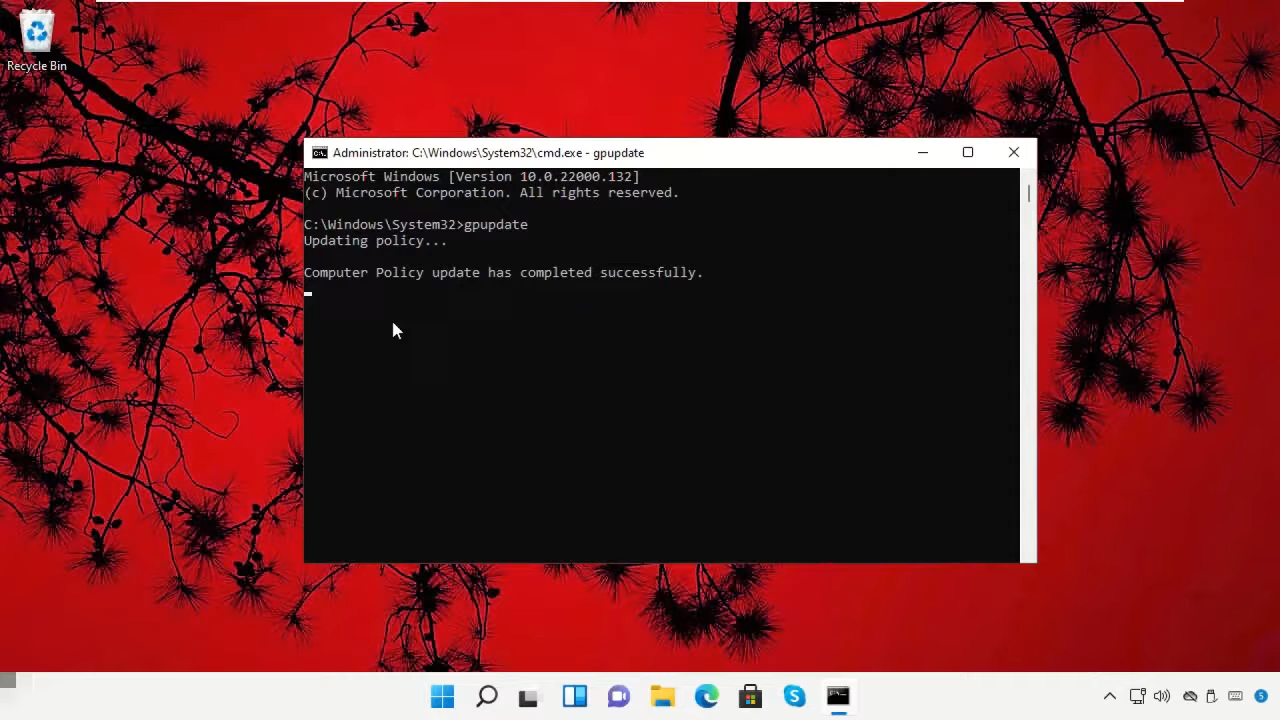 Recycle Bin
Administrator: C:\Windows\System32\cmd.exe - gpupdate
Microsoft Windows [Version 10.0.22000.132]
(c) Microsoft Corporation. All rights reserved.
C:\Windows\System32>gpupdate
Updating policy...
Computer Policy update has completed successfully.
5